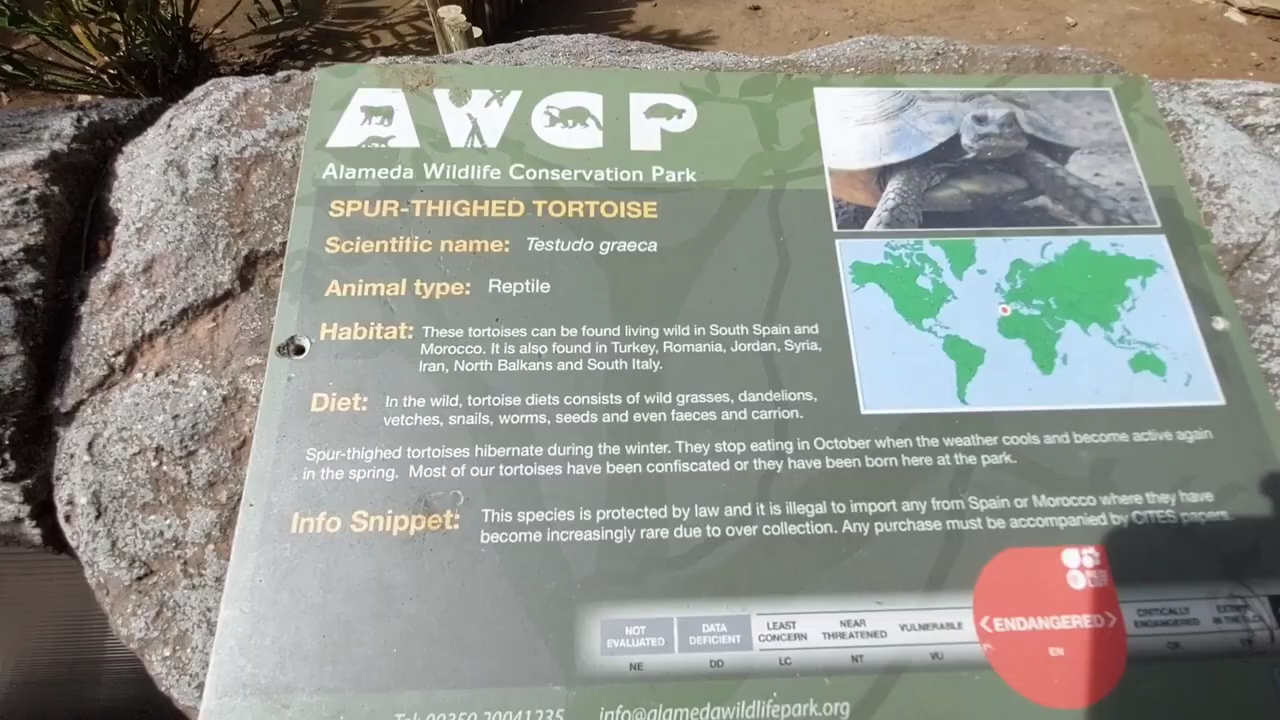 AWCP
Alameda Wildlife Conservation Park
SPUR-THIGHED TORTOISE
Scientific name: Testudo graeca
Animal type: Reptile
Habitat: These tortoises can be found living wild in South Spain and
Morocco. It is also found in Turkey, Romania, Jordan, Syria,
Iran, North Balkans and South Italy.
Diet: In the wild, tortoise diets consists of wild grasses, dandelions,
vetches, snails, worms, seeds and even faeces and carrion.
Spur-thighed tortoises hibernate during the winter. They stop eating in October when the weather cools and become active again
in the spring. Most of our tortoises have been confiscated or they have been born here at the park.
Info Snippet: This species is protected by law and it is illegal to import any from Spain or Morocco where they have
become increasingly rare due to over collection. Any purchase must be accompanied by CITES papers.
NOT EVALUATED DATA DEFICIENT LEAST CONCERN NEAR THREATENED VULNERABLE <ENDANGERED> CRITICALLY ENDANGERED
NE DD LC NT VU EN CR
Tel: 00350 20041235 info@alamedawildlifepark.org